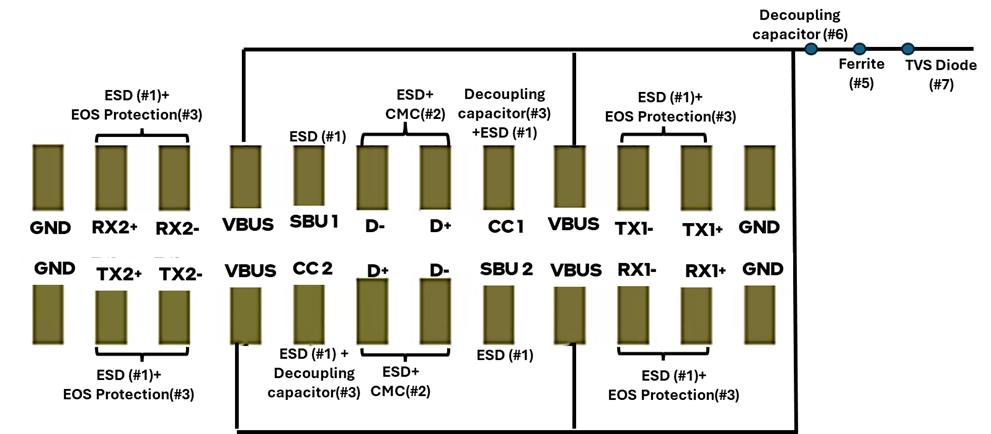 Decoupling
capacitor (#6)
Ferrite
(#5)
TVS Diode
(#7)
ESD (#1)+
EOS Protection(#3)
ESD (#1)
ESD+
CMC(#2)
Decoupling
capacitor(#3)
+ESD (#1)
ESD (#1)+
EOS Protection(#3)
GND RX2+ RX2- VBUS SBU 1 D- D+ CC 1 VBUS TX1- TX1+ GND
GND TX2+ TX2- VBUS CC 2 D+ D- SBU 2 VBUS RX1- RX1+ GND
ESD (#1)+
EOS Protection(#3)
ESD (#1) +
Decoupling
capacitor(#3)
ESD+
CMC(#2)
ESD (#1)
ESD (#1)+
EOS Protection(#3)